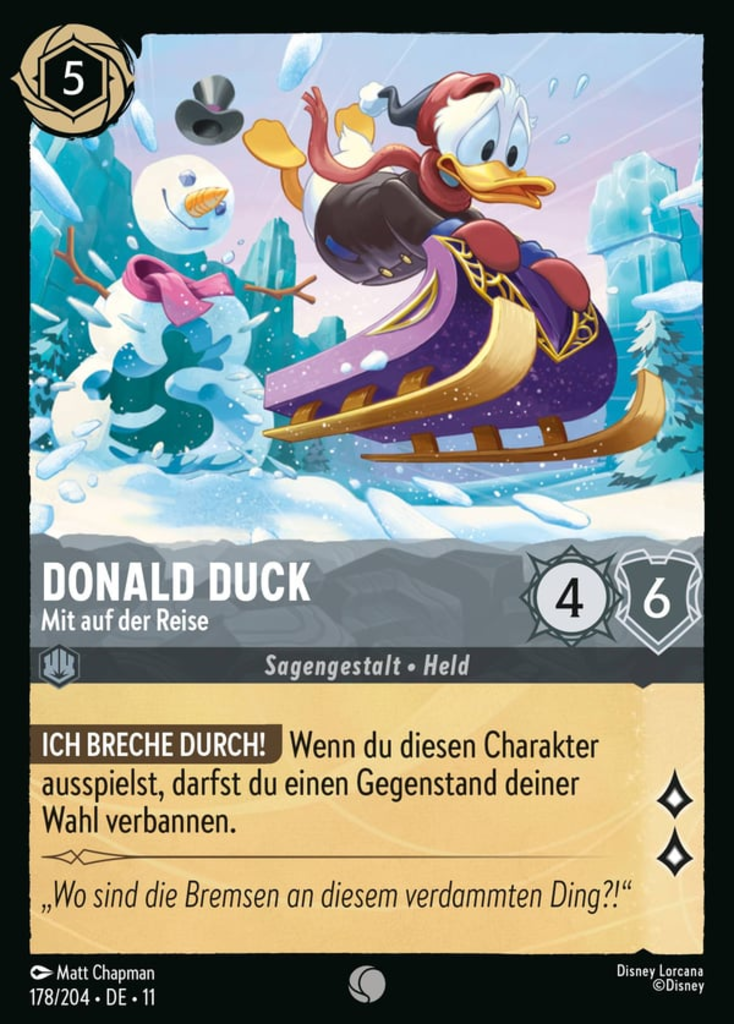 5
DONALD DUCK
Mit auf der Reise
4
6
Sagengestalt • Held
ICH BRECHE DURCH! Wenn du diesen Charakter
ausspielst, darfst du einen Gegenstand deiner
Wahl verbannen.
„Wo sind die Bremsen an diesem verdammten Ding?!“
Matt Chapman
178/204 • DE • 11
Disney Lorcana
©Disney